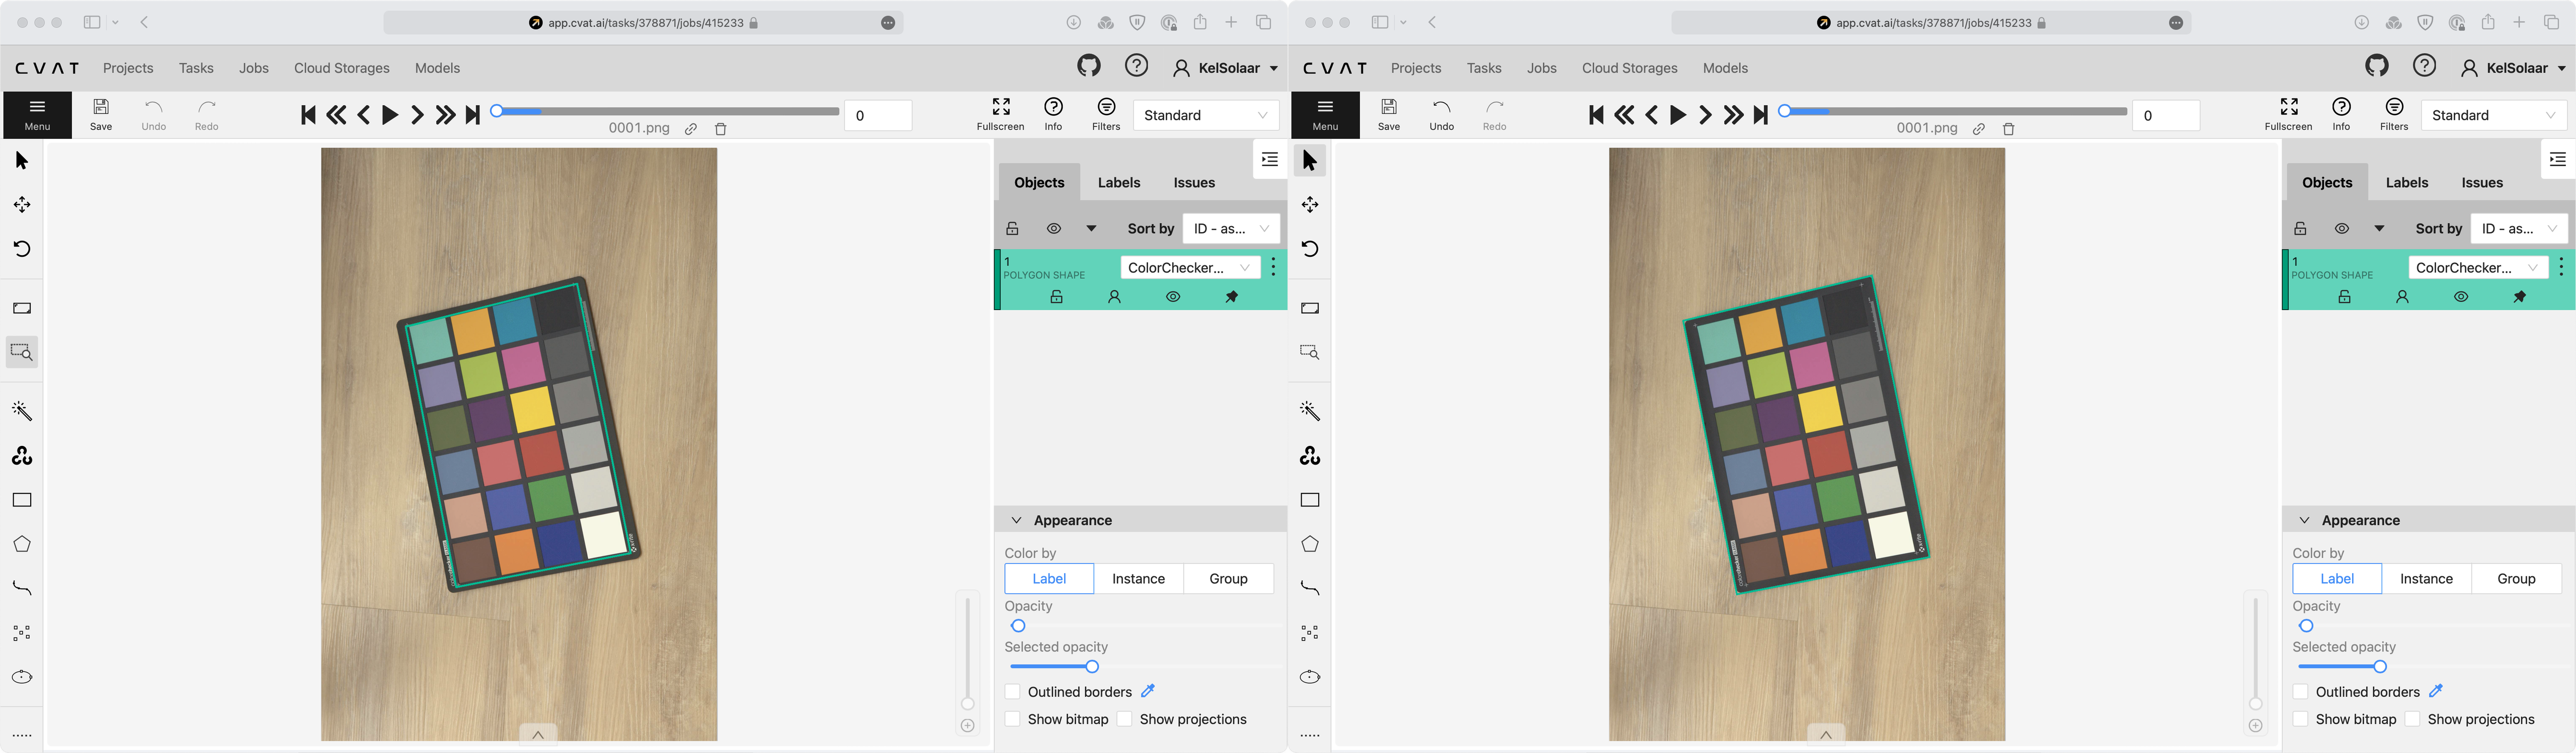 app.cvat.ai/tasks/378871/jobs/415233
CVAT Projects Tasks Jobs Cloud Storages Models KelSolaar
Menu Save Undo Redo 0001.png 0 Fullscreen Info Filters Standard
Objects Labels Issues
Sort by ID - as...
1 ColorChecker...
POLYGON SHAPE
Appearance
Color by
Label Instance Group
Opacity
Selected opacity
Outlined borders
Show bitmap Show projections
app.cvat.ai/tasks/378871/jobs/415233
CVAT Projects Tasks Jobs Cloud Storages Models KelSolaar
Menu Save Undo Redo 0001.png 0 Fullscreen Info Filters Standard
Objects Labels Issues
Sort by ID - as...
1 ColorChecker...
POLYGON SHAPE
Appearance
Color by
Label Instance Group
Opacity
Selected opacity
Outlined borders
Show bitmap Show projections